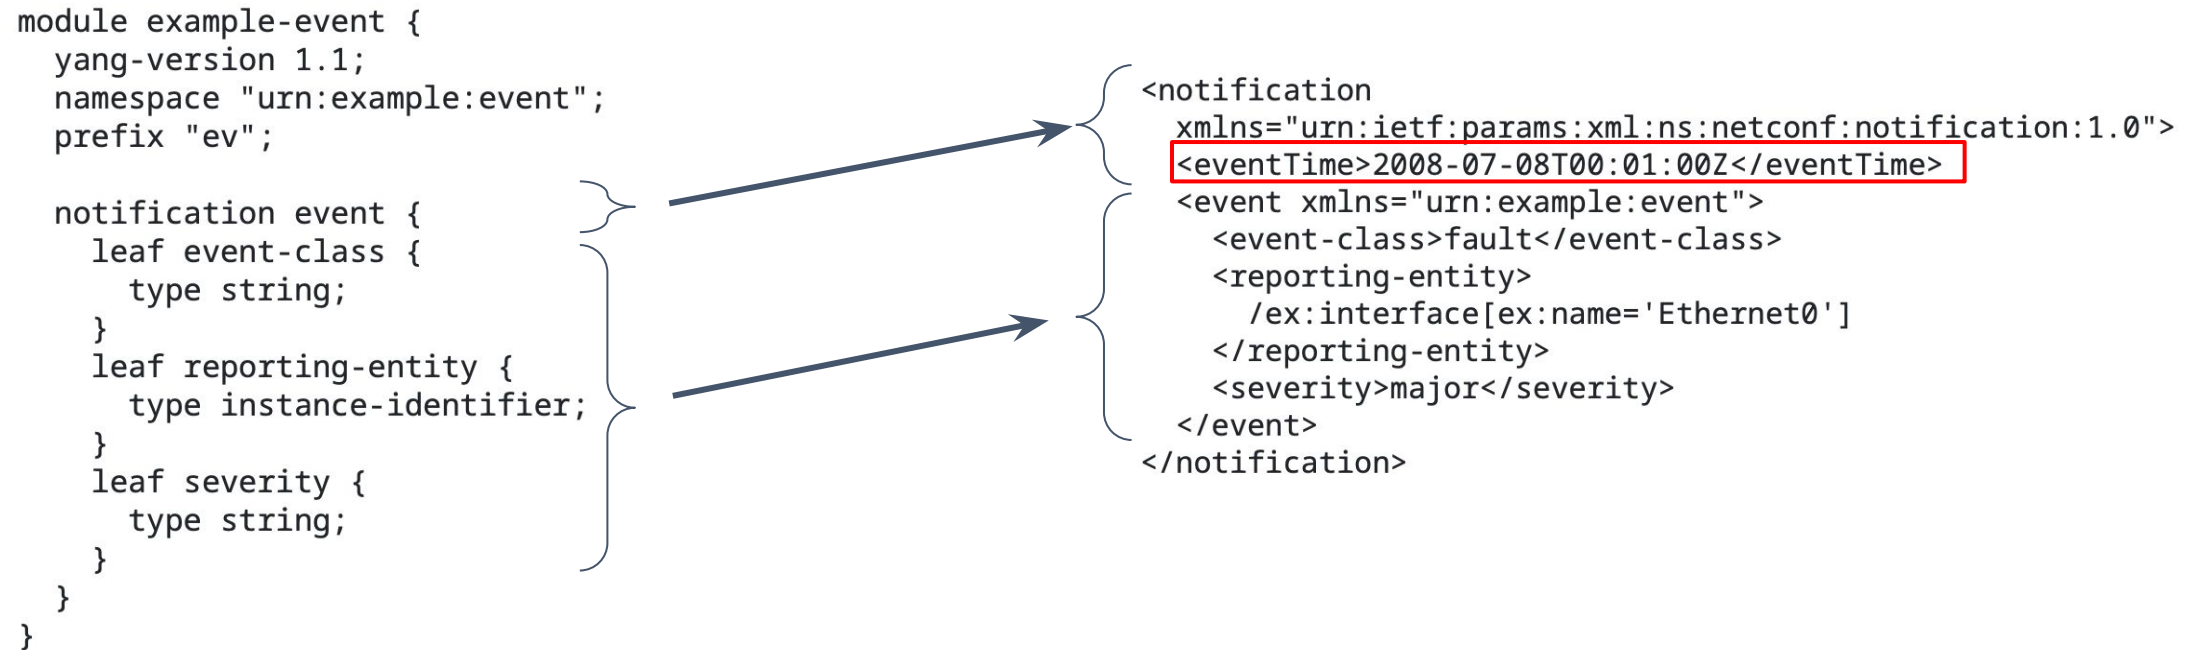 module example-event {
  yang-version 1.1;
  namespace "urn:example:event";
  prefix "ev";

  notification event {
    leaf event-class {
      type string;
    }
    leaf reporting-entity {
      type instance-identifier;
    }
    leaf severity {
      type string;
    }
  }
}
<notification
  xmlns="urn:ietf:params:xml:ns:netconf:notification:1.0">
  <eventTime>2008-07-08T00:01:00Z</eventTime>
  <event xmlns="urn:example:event">
    <event-class>fault</event-class>
    <reporting-entity>
      /ex:interface[ex:name='Ethernet0']
    </reporting-entity>
    <severity>major</severity>
  </event>
</notification>